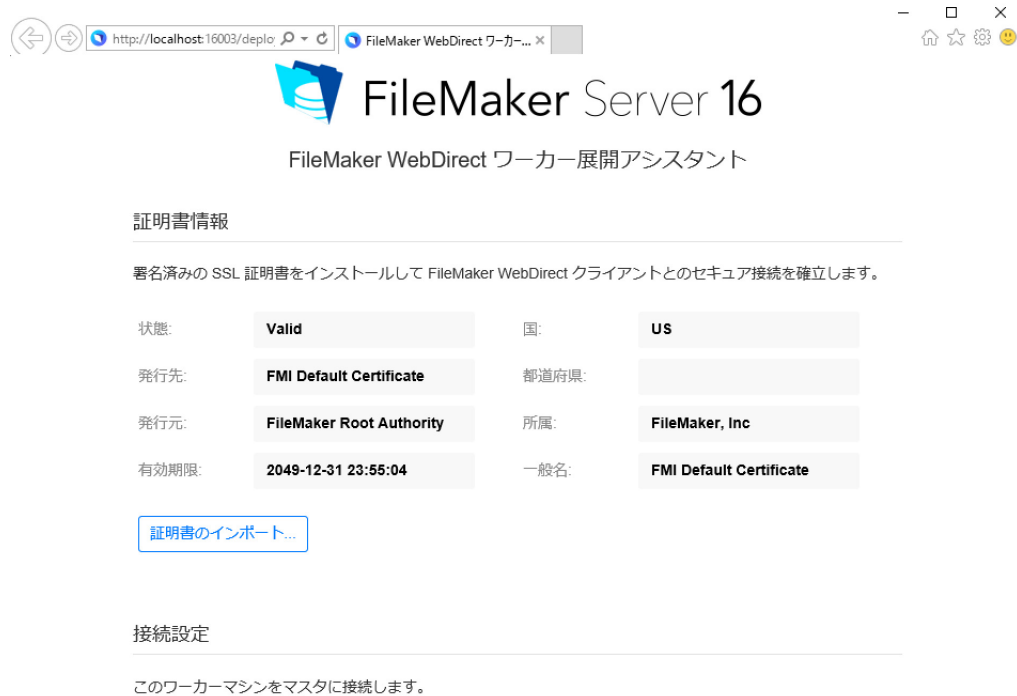 http://localhost:16003/deplo
FileMaker WebDirect ワーカー...
FileMaker Server 16
FileMaker WebDirect ワーカー展開アシスタント
証明書情報
署名済みの SSL 証明書をインストールして FileMaker WebDirect クライアントとのセキュア接続を確立します。
状態: Valid 国: US
発行先: FMI Default Certificate 都道府県:
発行元: FileMaker Root Authority 所属: FileMaker, Inc
有効期限: 2049-12-31 23:55:04 一般名: FMI Default Certificate
証明書のインポート...
接続設定
このワーカーマシンをマスタに接続します。